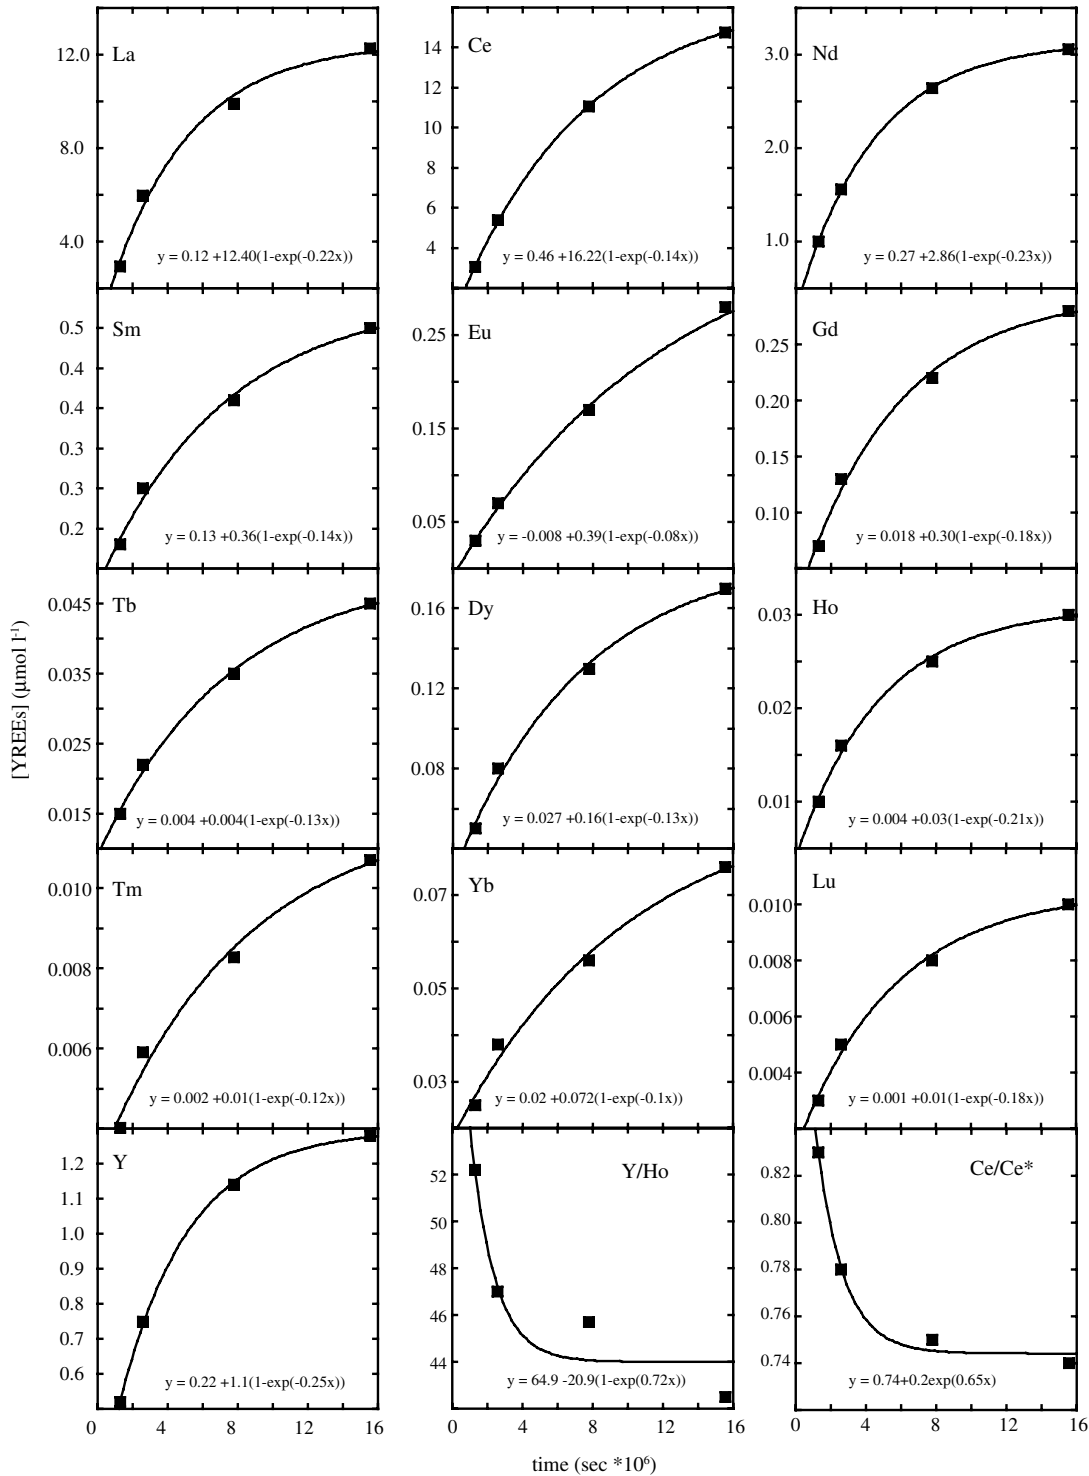 La
12.0
8.0
4.0
y = 0.12 +12.40(1-exp(-0.22x))
Ce
14
12
10
8
6
4
y = 0.46 +16.22(1-exp(-0.14x))
Nd
3.0
2.0
1.0
y = 0.27 +2.86(1-exp(-0.23x))
Sm
0.5
0.4
0.4
0.3
0.3
0.2
y = 0.13 +0.36(1-exp(-0.14x))
Eu
0.25
0.15
0.05
y = -0.008 +0.39(1-exp(-0.08x))
Gd
0.25
0.20
0.15
0.10
y = 0.018 +0.30(1-exp(-0.18x))
[YREEs] (µmol l⁻¹)
Tb
0.045
0.035
0.025
0.015
y = 0.004 +0.004(1-exp(-0.13x))
Dy
0.16
0.12
0.08
y = 0.027 +0.16(1-exp(-0.13x))
Ho
0.03
0.02
0.01
y = 0.004 +0.03(1-exp(-0.21x))
Tm
0.010
0.008
0.006
y = 0.002 +0.01(1-exp(-0.12x))
Yb
0.07
0.05
0.03
y = 0.02 +0.072(1-exp(-0.1x))
Lu
0.010
0.008
0.006
0.004
y = 0.001 +0.01(1-exp(-0.18x))
Y
1.2
1.1
1.0
0.9
0.8
0.7
0.6
y = 0.22 +1.1(1-exp(-0.25x))
0 4 8 12 16
Y/Ho
52
50
48
46
44
y = 64.9 -20.9(1-exp(0.72x))
0 4 8 12 16
Ce/Ce*
0.82
0.80
0.78
0.76
0.74
y = 0.74+0.2exp(0.65x)
0 4 8 12 16
time (sec *10⁶)